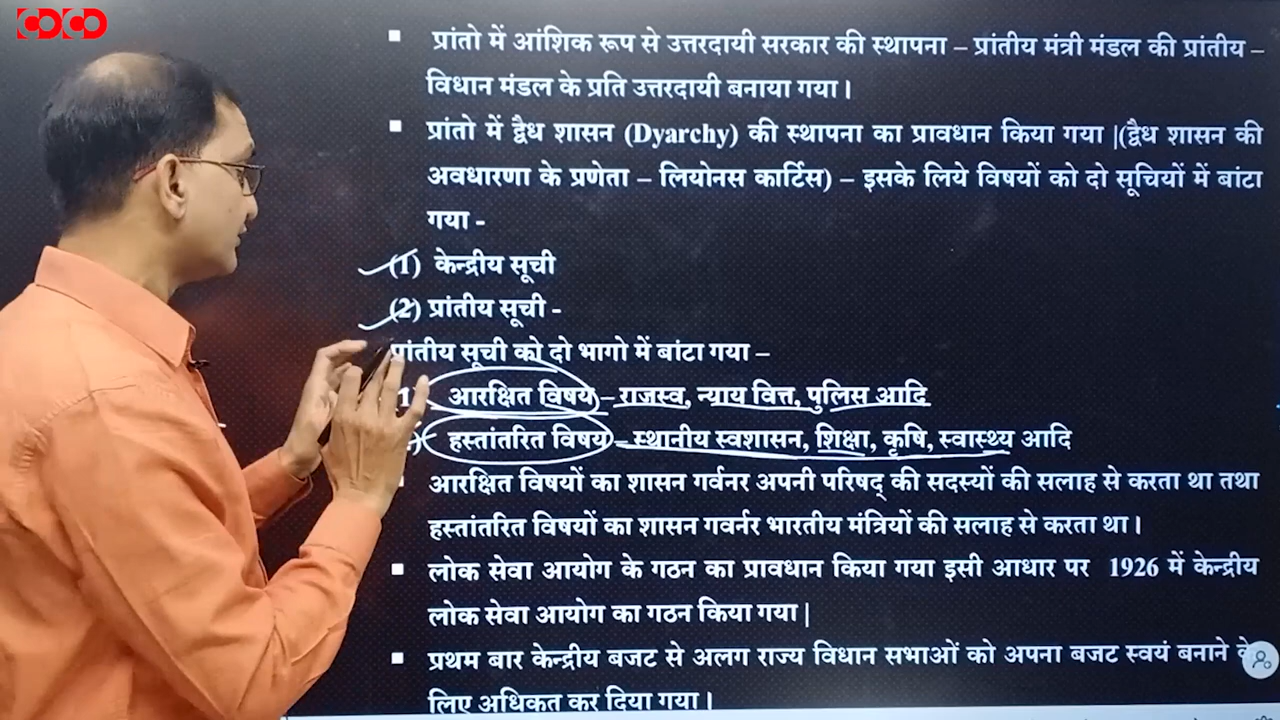 COCO
प्रांतो में आंशिक रूप से उत्तरदायी सरकार की स्थापना – प्रांतीय मंत्री मंडल की प्रांतीय –
विधान मंडल के प्रति उत्तरदायी बनाया गया।
प्रांतो में द्वैध शासन (Dyarchy) की स्थापना का प्रावधान किया गया |(द्वैध शासन की
अवधारणा के प्रणेता – लियोनस कार्टिस) – इसके लिये विषयों को दो सूचियों में बांटा
गया -
(1) केन्द्रीय सूची
(2) प्रांतीय सूची -
प्रांतीय सूची को दो भागो में बांटा गया –
आरक्षित विषय – राजस्व, न्याय वित्त, पुलिस आदि
हस्तांतरित विषय – स्थानीय स्वशासन, शिक्षा, कृषि, स्वास्थ्य आदि
आरक्षित विषयों का शासन गर्वनर अपनी परिषद् की सदस्यों की सलाह से करता था तथा
हस्तांतरित विषयों का शासन गवर्नर भारतीय मंत्रियों की सलाह से करता था।
लोक सेवा आयोग के गठन का प्रावधान किया गया इसी आधार पर 1926 में केन्द्रीय
लोक सेवा आयोग का गठन किया गया |
प्रथम बार केन्द्रीय बजट से अलग राज्य विधान सभाओं को अपना बजट स्वयं बनाने के
लिए अधिकत कर दिया गया।